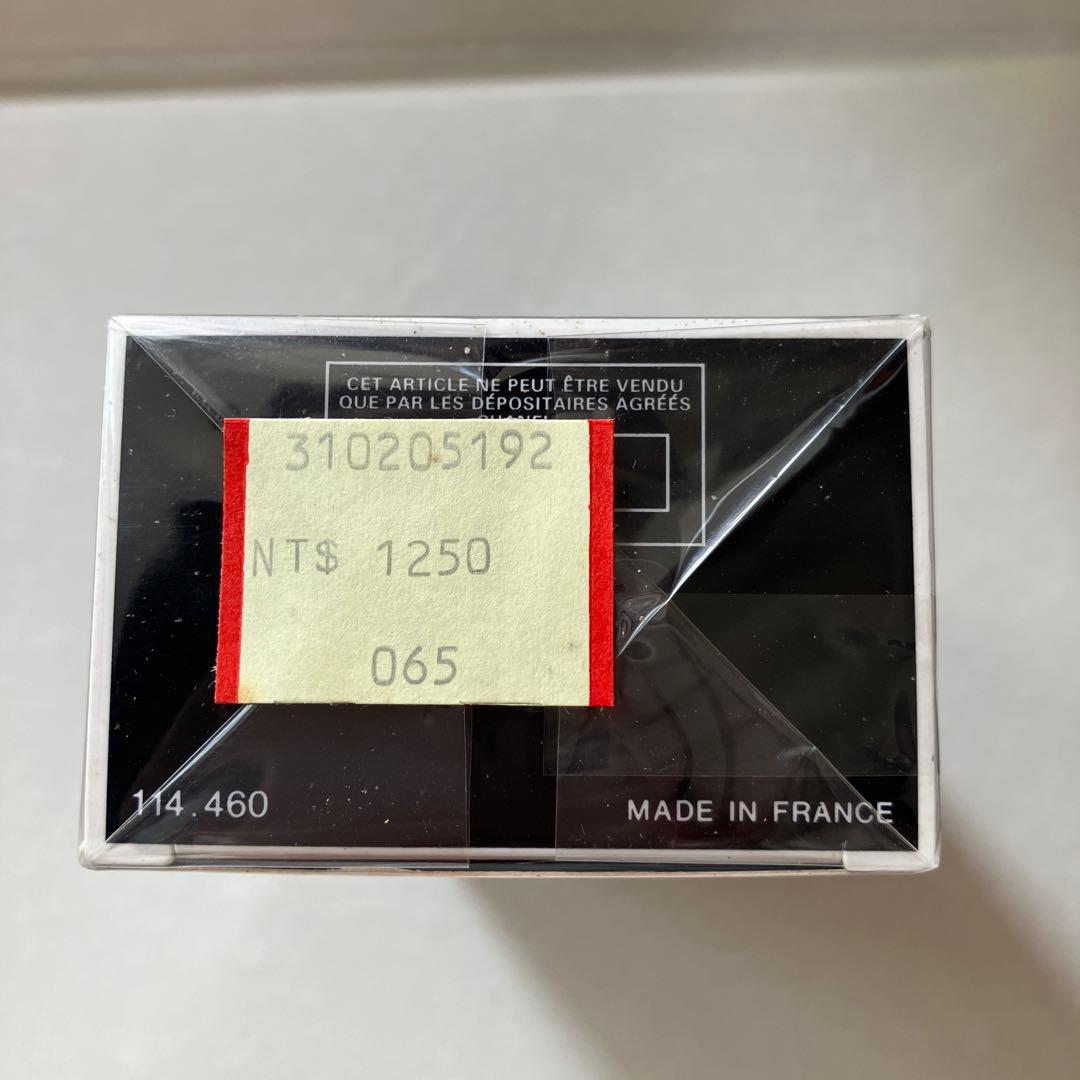 CET ARTICLE NE PEUT ÊTRE VENDU
QUE PAR LES DÉPOSITAIRES AGRÉÉS
CHANEL
310205192
NT$ 1250
065
114.460
MADE IN FRANCE